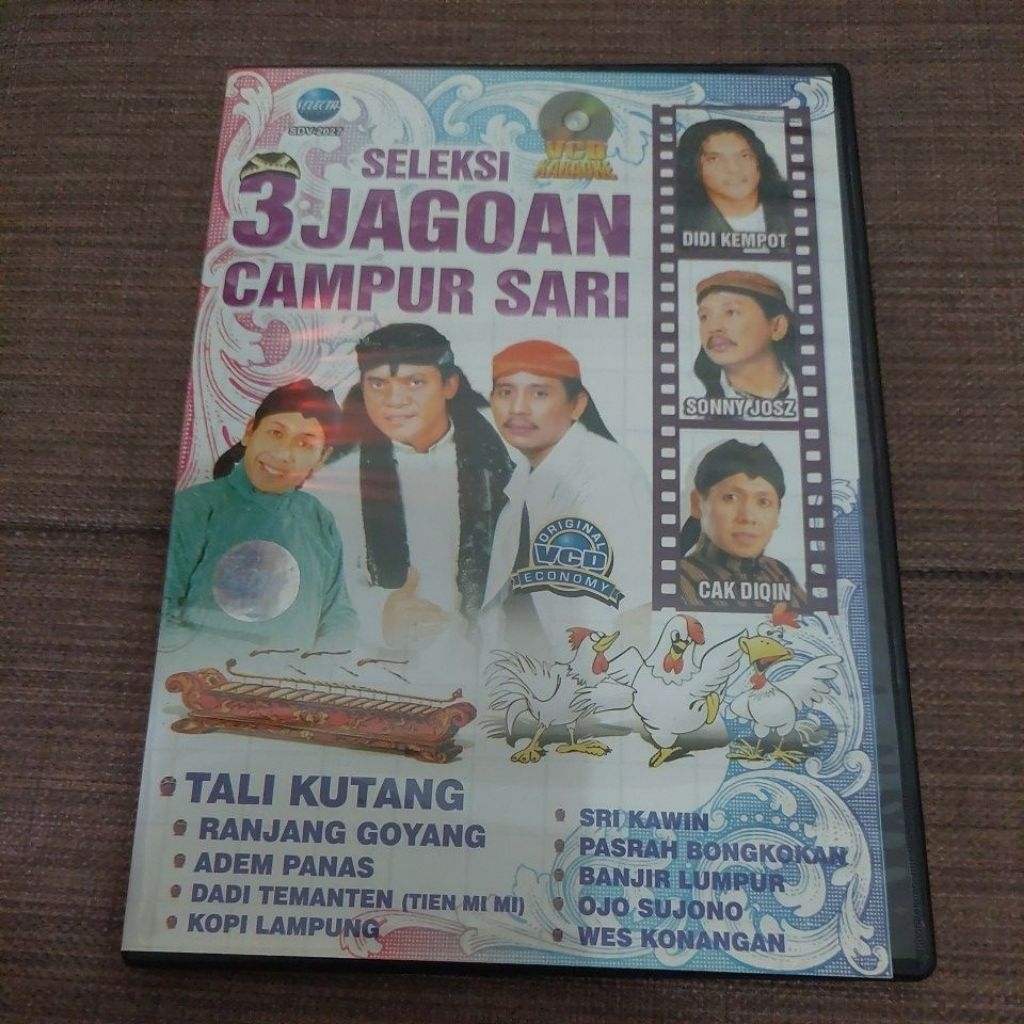 SELECTA
SDV-2027
VCD
KARAOKE
SELEKSI
3 JAGOAN
CAMPUR SARI
DIDI KEMPOT
SONNY JOSZ
CAK DIQIN
ORIGINAL
VCD
ECONOMY
TALI KUTANG
RANJANG GOYANG
ADEM PANAS
DADI TEMANTEN (TIEN MI MI)
KOPI LAMPUNG
SRI KAWIN
PASRAH BONGKOKAN
BANJIR LUMPUR
OJO SUJONO
WES KONANGAN